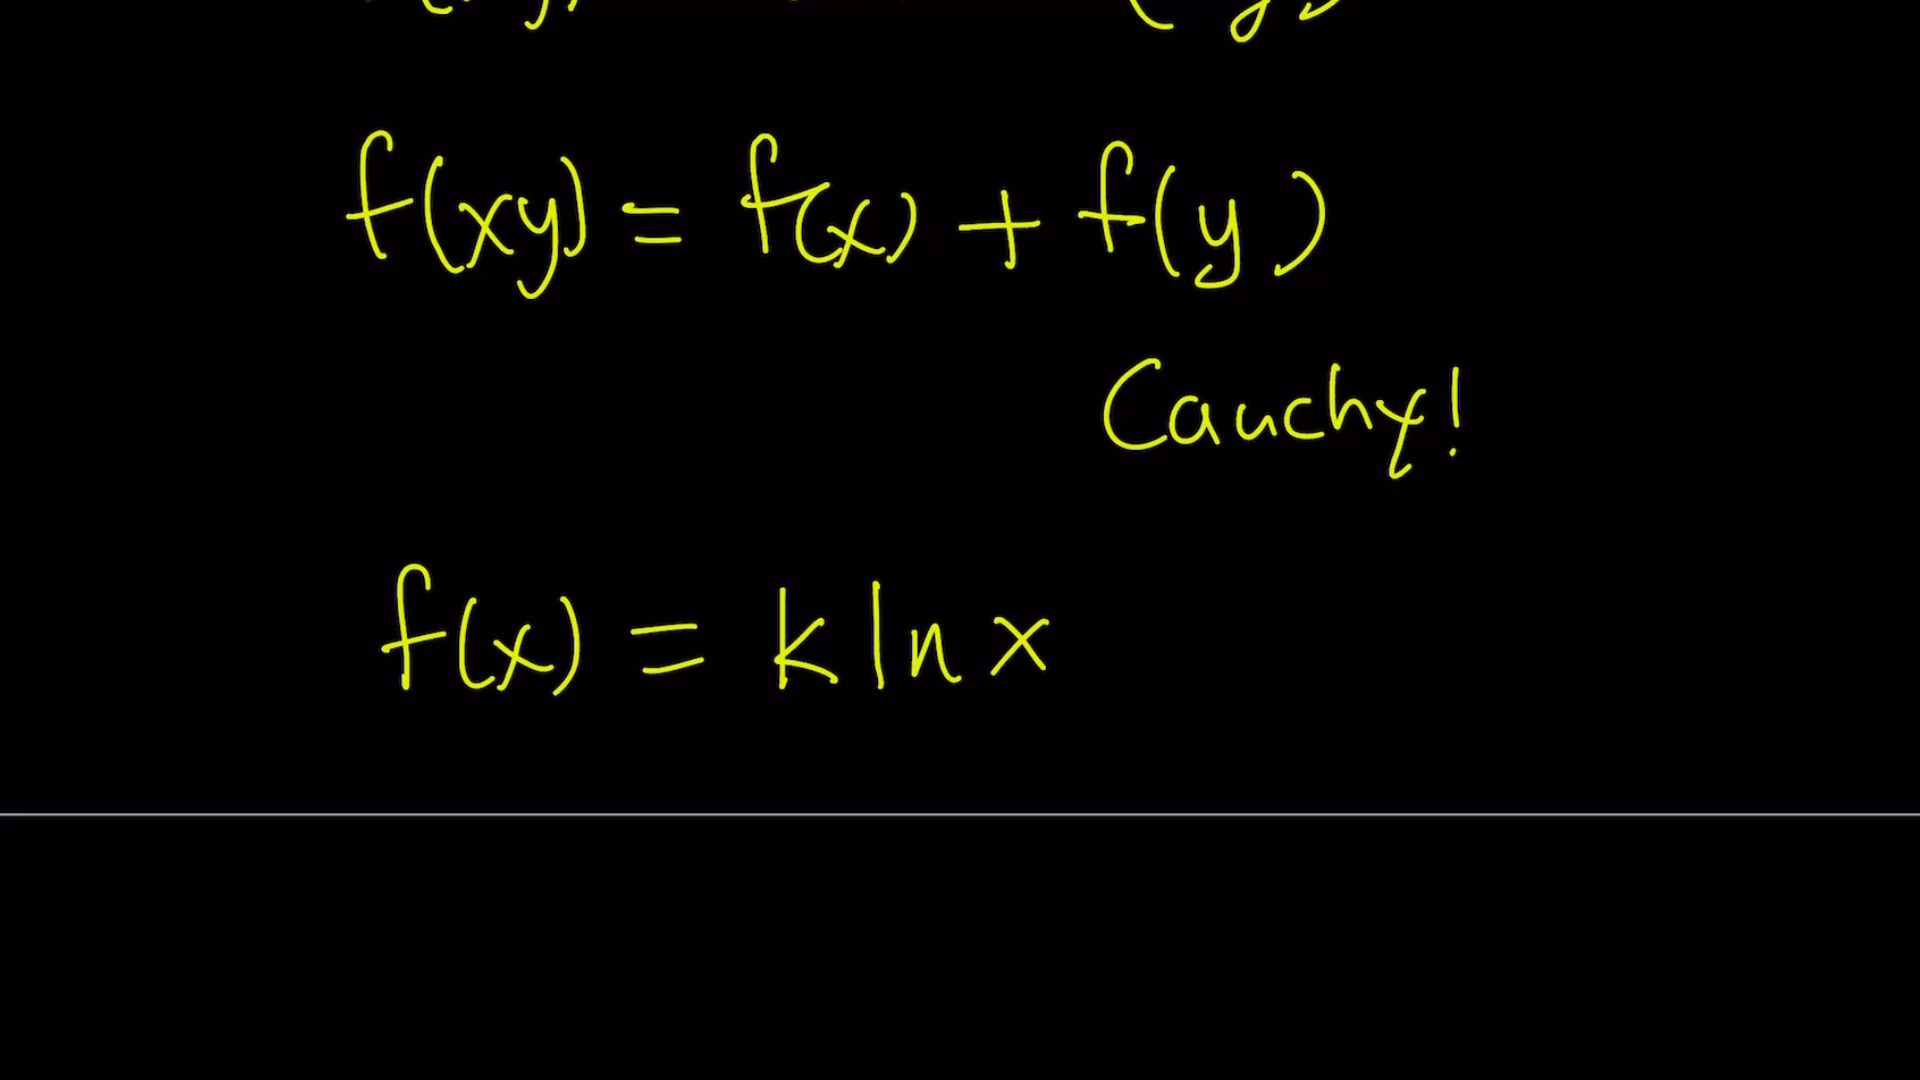 f(xy) = f(x) + f(y)
Cauchy!
f(x) = k ln x